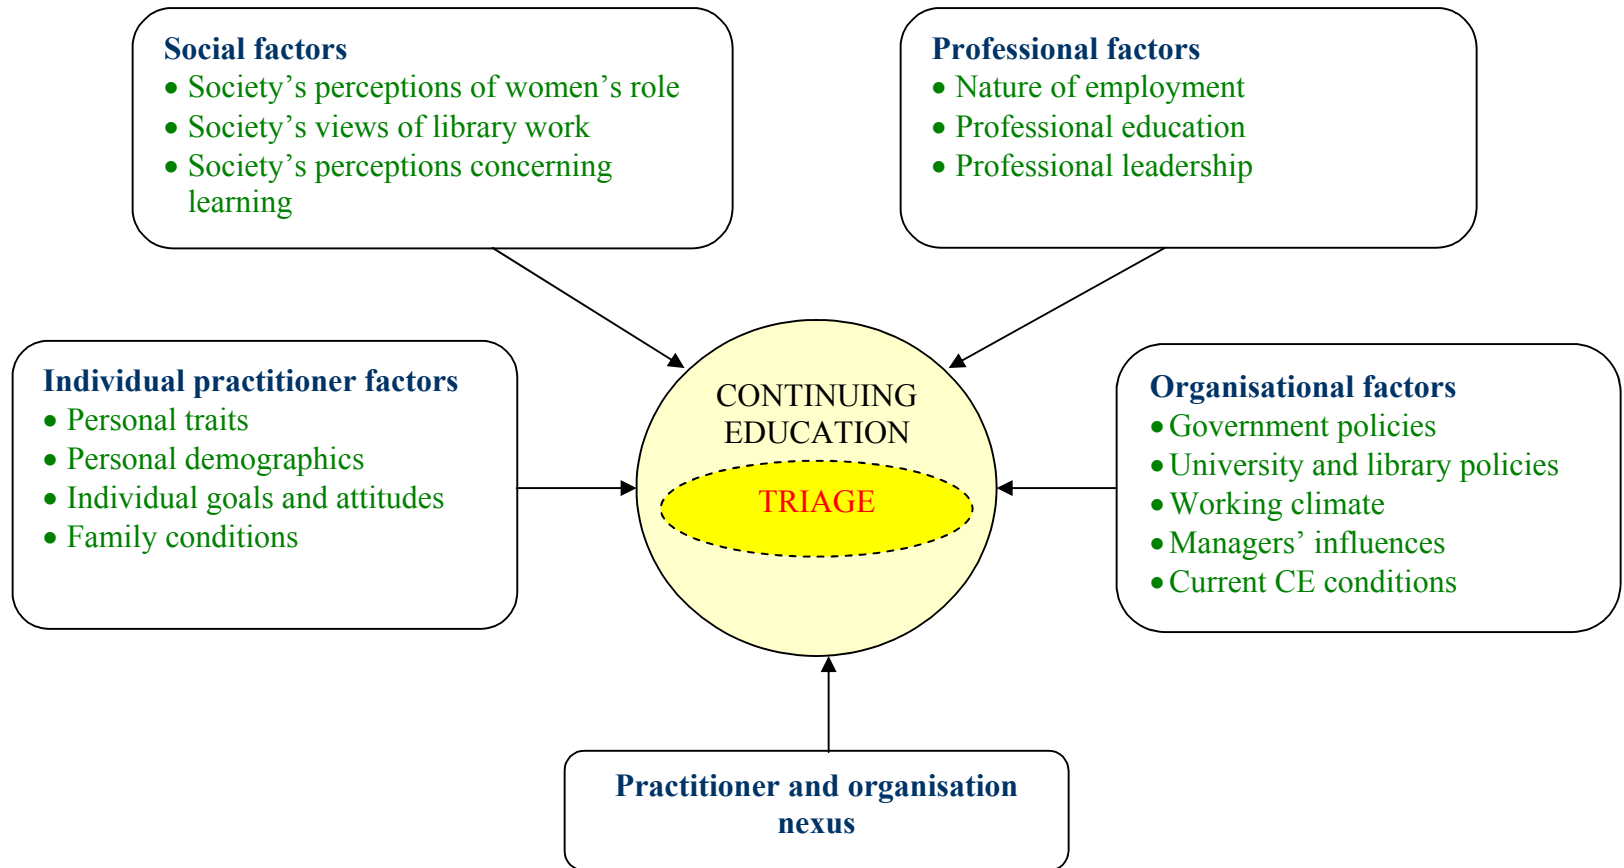 Social factors
• Society’s perceptions of women’s role
• Society’s views of library work
• Society’s perceptions concerning
learning
Professional factors
• Nature of employment
• Professional education
• Professional leadership
Individual practitioner factors
• Personal traits
• Personal demographics
• Individual goals and attitudes
• Family conditions
CONTINUING
EDUCATION
TRIAGE
Organisational factors
• Government policies
• University and library policies
• Working climate
• Managers’ influences
• Current CE conditions
Practitioner and organisation
nexus